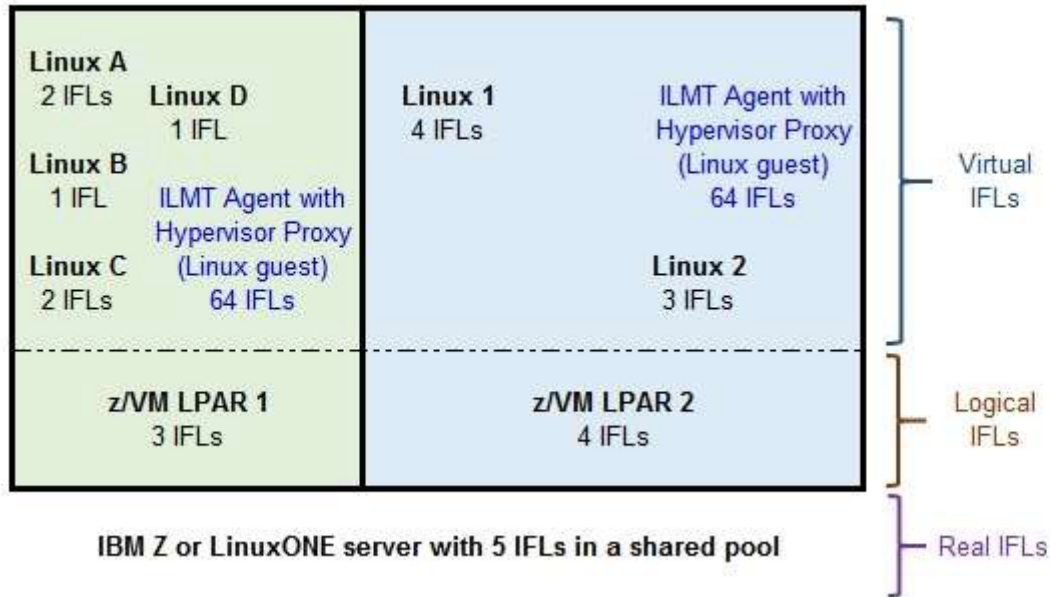 Linux A
2 IFLs
Linux D
1 IFL
Linux B
1 IFL
ILMT Agent with
Hypervisor Proxy
(Linux guest)
64 IFLs
Linux C
2 IFLs
Linux 1
4 IFLs
ILMT Agent with
Hypervisor Proxy
(Linux guest)
64 IFLs
Linux 2
3 IFLs
Virtual
IFLs
z/VM LPAR 1
3 IFLs
z/VM LPAR 2
4 IFLs
Logical
IFLs
IBM Z or LinuxONE server with 5 IFLs in a shared pool
Real IFLs